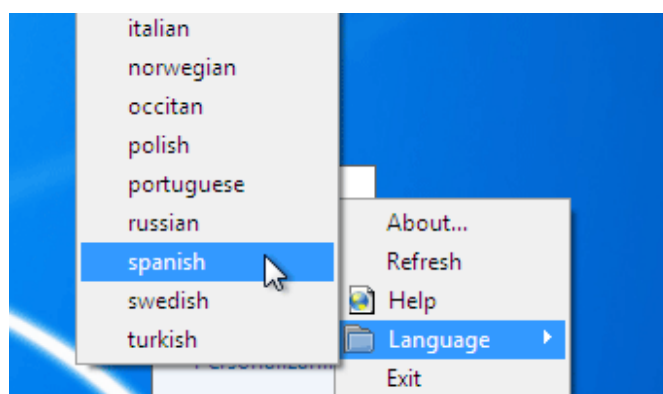 italian
norwegian
occitan
polish
portuguese
russian
spanish
swedish
turkish
About...
Refresh
Help
Language
Exit